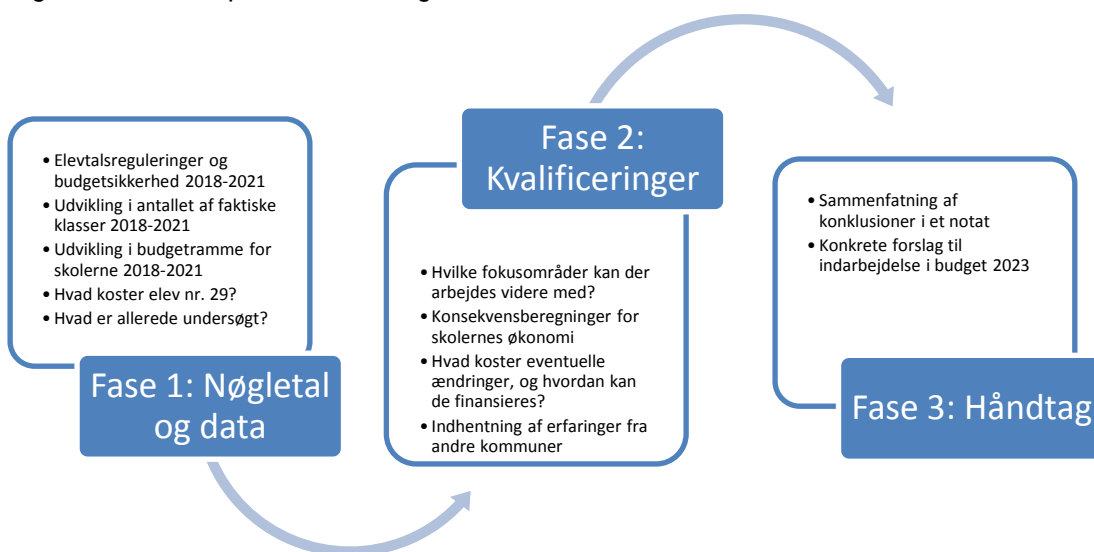 • Elevtalsreguleringer og
budgetsikkerhed 2018-2021
• Udvikling i antallet af faktiske
klasser 2018-2021
• Udvikling i budgetramme for
skolerne 2018-2021
• Hvad koster elev nr. 29?
• Hvad er allerede undersøgt?
Fase 1: Nøgletal
og data
Fase 2:
Kvalificeringer
• Hvilke fokusområder kan der
arbejdes videre med?
• Konsekvensberegninger for
skolernes økonomi
• Hvad koster eventuelle
ændringer, og hvordan kan
de finansieres?
• Indhentning af erfaringer fra
andre kommuner
• Sammenfatning af
konklusioner i et notat
• Konkrete forslag til
indarbejdelse i budget 2023
Fase 3: Håndtag